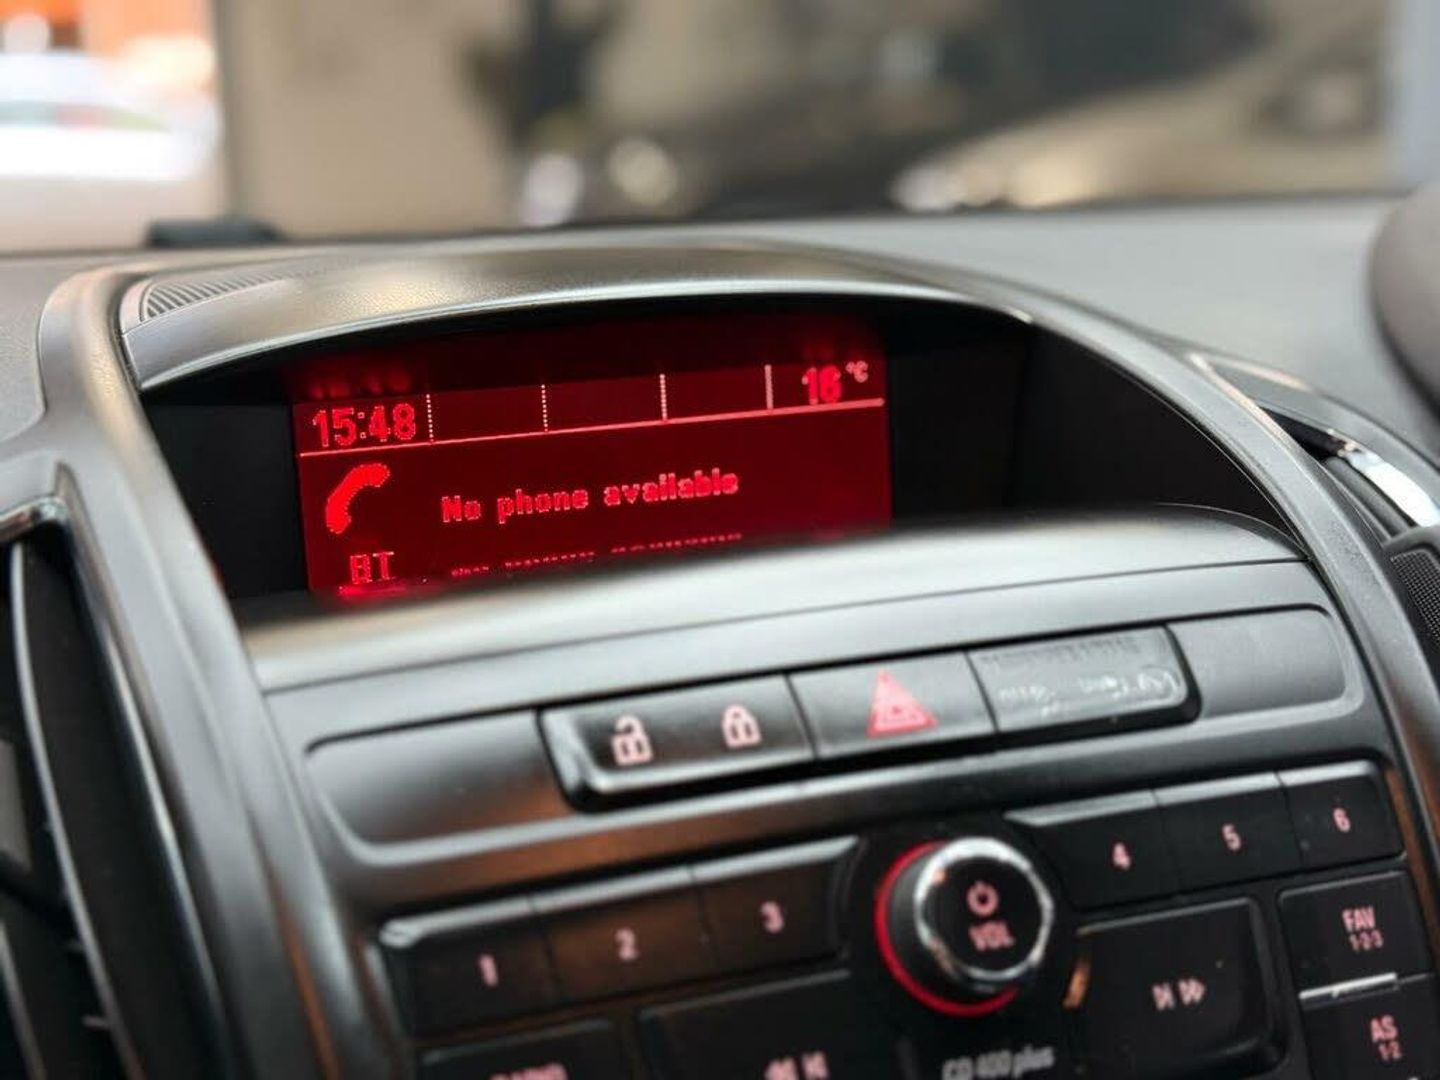 15:48 16 °C
No phone available
BT
1 2 3 VOL 4 5 6
FAV
1-2-3
AS
1-2
CD 400 plus